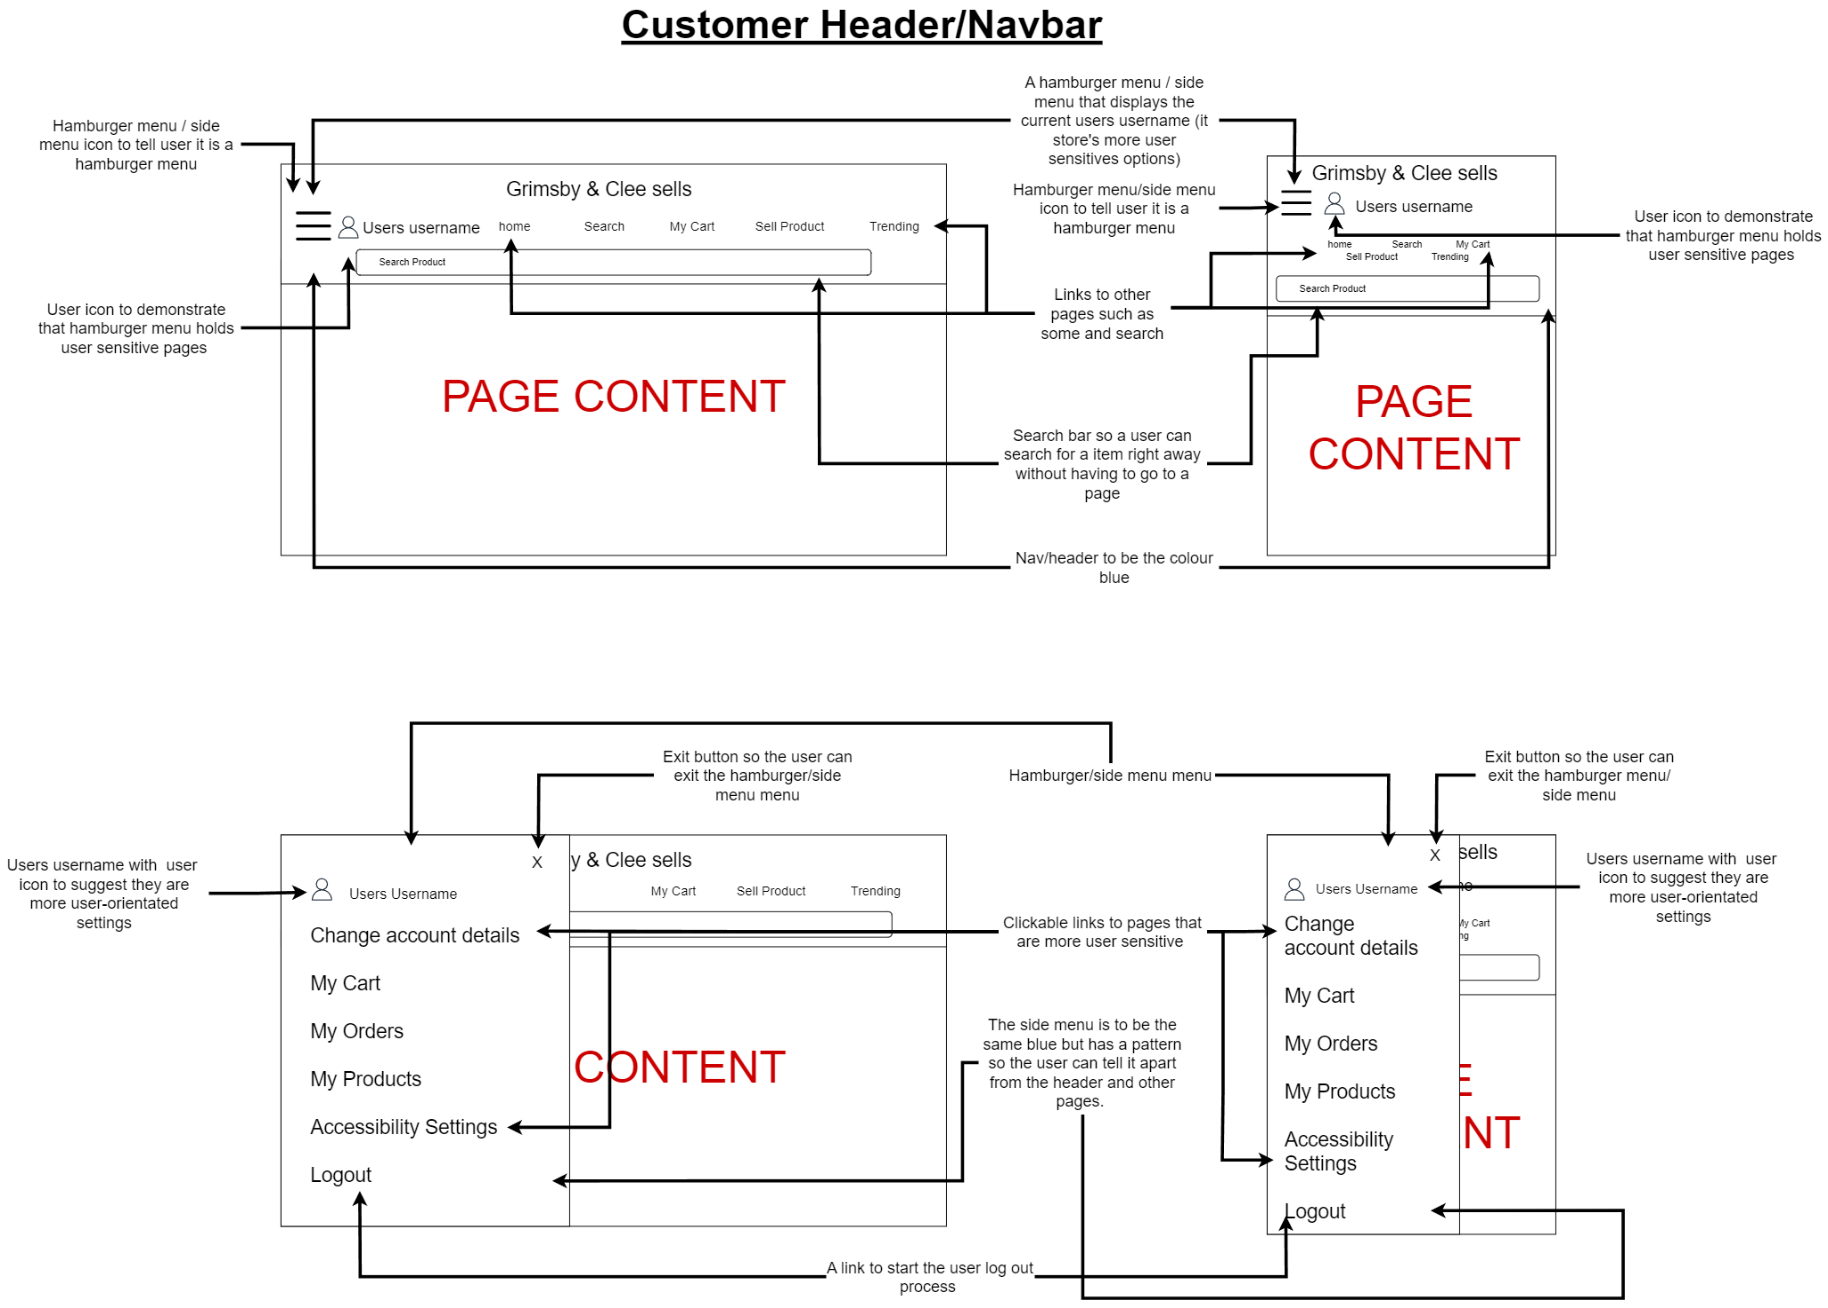 Customer Header/Navbar
A hamburger menu / side
menu that displays the
current users username (it
store's more user
sensitives options)
Hamburger menu / side
menu icon to tell user it is a
hamburger menu
Grimsby & Clee sells
Users username
home
Search
My Cart
Sell Product
Trending
Search Product
PAGE CONTENT
User icon to demonstrate
that hamburger menu holds
user sensitive pages
Hamburger menu/side menu
icon to tell user it is a
hamburger menu
Links to other
pages such as
some and search
Search bar so a user can
search for a item right away
without having to go to a
page
Nav/header to be the colour
blue
Grimsby & Clee sells
Users username
home
Search
My Cart
Sell Product
Trending
Search Product
PAGE
CONTENT
User icon to demonstrate
that hamburger menu holds
user sensitive pages
Exit button so the user can
exit the hamburger/side
menu menu
Hamburger/side menu menu
Exit button so the user can
exit the hamburger menu/
side menu
Users username with  user
icon to suggest they are
more user-orientated
settings
X
y & Clee sells
Users Username
My Cart
Sell Product
Trending
Change account details
My Cart
My Orders
My Products
Accessibility Settings
Logout
CONTENT
Clickable links to pages that
are more user sensitive
The side menu is to be the
same blue but has a pattern
so the user can tell it apart
from the header and other
pages.
A link to start the user log out
process
X
sells
Users Username
My Cart
ng
Change
account details
My Cart
My Orders
My Products
Accessibility
Settings
Logout
E
NT
Users username with  user
icon to suggest they are
more user-orientated
settings